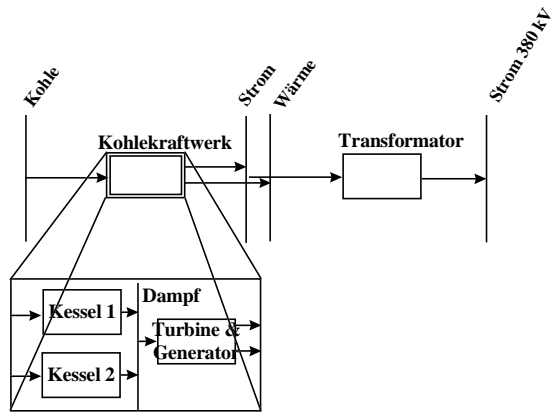 Kohle
Strom
Wärme
Strom 380 kV
Kohlekraftwerk
Transformator
Dampf
Kessel 1
Turbine &
Generator
Kessel 2